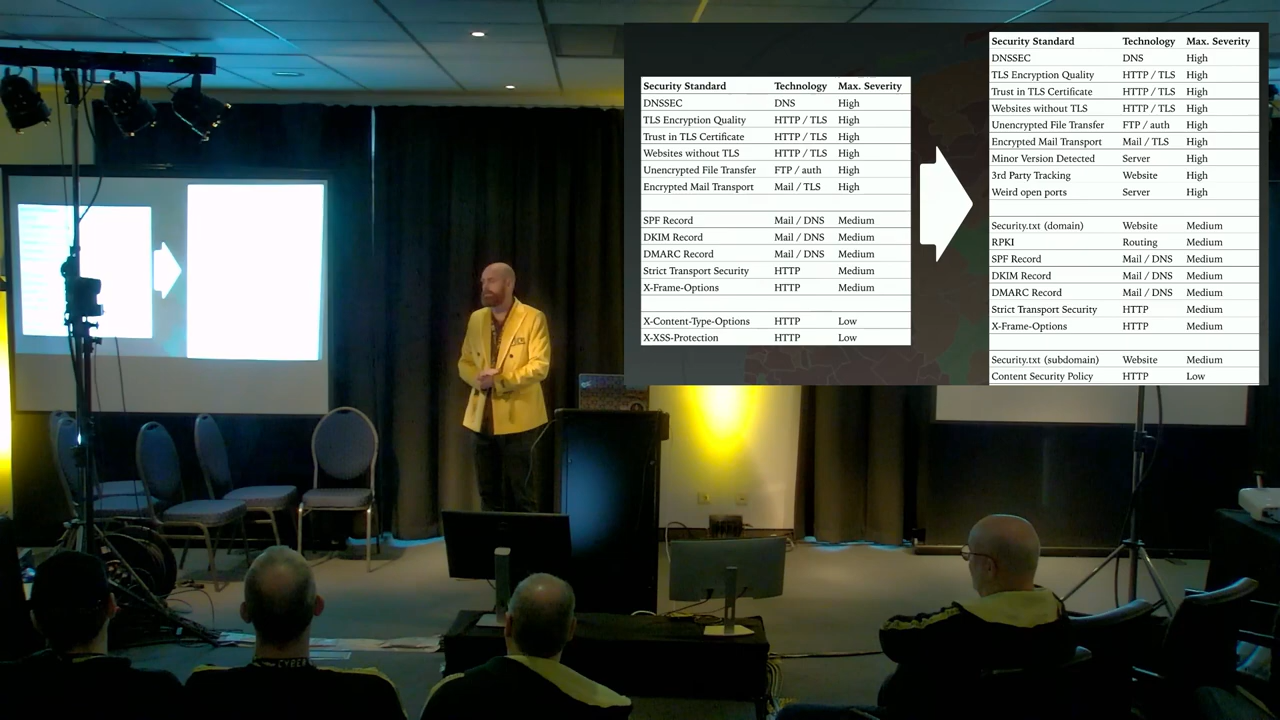 Security Standard Technology Max. Severity
DNSSEC DNS High
TLS Encryption Quality HTTP / TLS High
Trust in TLS Certificate HTTP / TLS High
Websites without TLS HTTP / TLS High
Unencrypted File Transfer FTP / auth High
Encrypted Mail Transport Mail / TLS High
SPF Record Mail / DNS Medium
DKIM Record Mail / DNS Medium
DMARC Record Mail / DNS Medium
Strict Transport Security HTTP Medium
X-Frame-Options HTTP Medium
X-Content-Type-Options HTTP Low
X-XSS-Protection HTTP Low
Security Standard Technology Max. Severity
DNSSEC DNS High
TLS Encryption Quality HTTP / TLS High
Trust in TLS Certificate HTTP / TLS High
Websites without TLS HTTP / TLS High
Unencrypted File Transfer FTP / auth High
Encrypted Mail Transport Mail / TLS High
Minor Version Detected Server High
3rd Party Tracking Website High
Weird open ports Server High
Security.txt (domain) Website Medium
RPKI Routing Medium
SPF Record Mail / DNS Medium
DKIM Record Mail / DNS Medium
DMARC Record Mail / DNS Medium
Strict Transport Security HTTP Medium
X-Frame-Options HTTP Medium
Security.txt (subdomain) Website Medium
Content Security Policy HTTP Low
CYBER